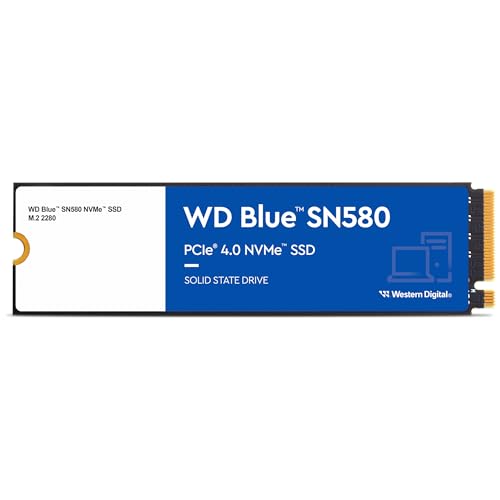 WD Blue™ SN580 NVMe™ SSD
M.2 2280
WD Blue™ SN580
PCIe® 4.0 NVMe™ SSD
SOLID STATE DRIVE
Western Digital®